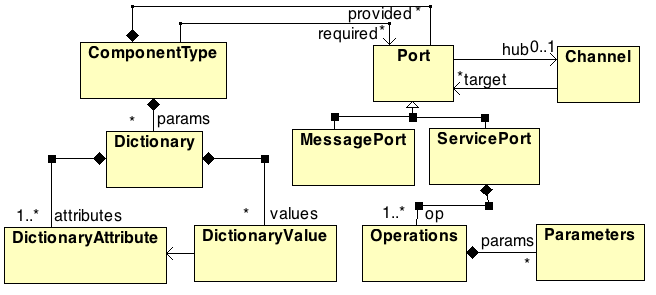 provided *
required *
ComponentType
Port
hub 0..1
Channel
* target
* params
Dictionary
MessagePort
ServicePort
1..* attributes
* values
1..* op
DictionaryAttribute
DictionaryValue
Operations
params
*
Parameters